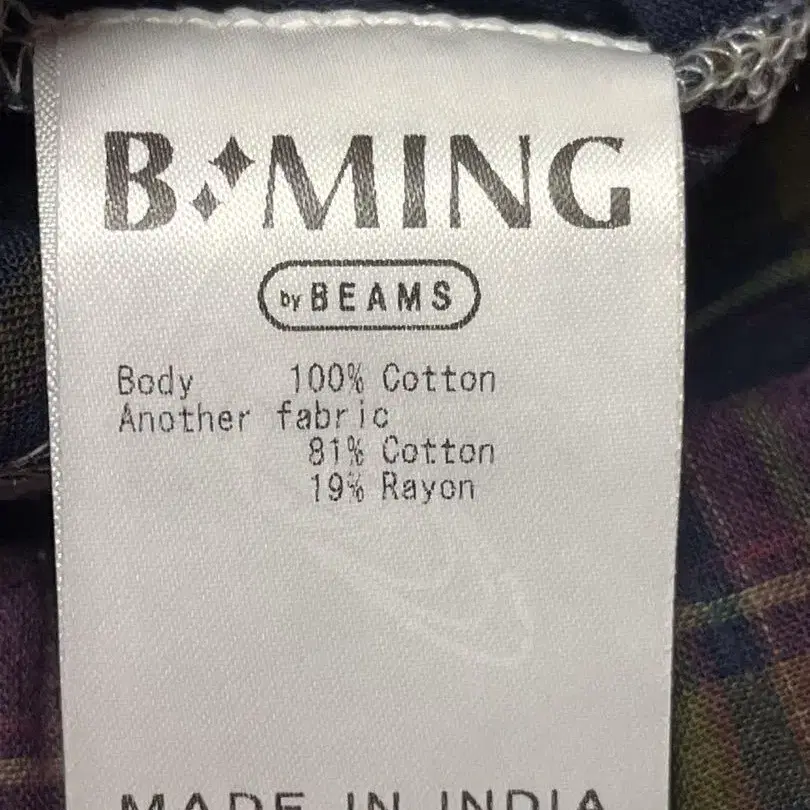 B MING
by BEAMS
Body 100% Cotton
Another fabric
81% Cotton
19% Rayon
MADE IN INDIA